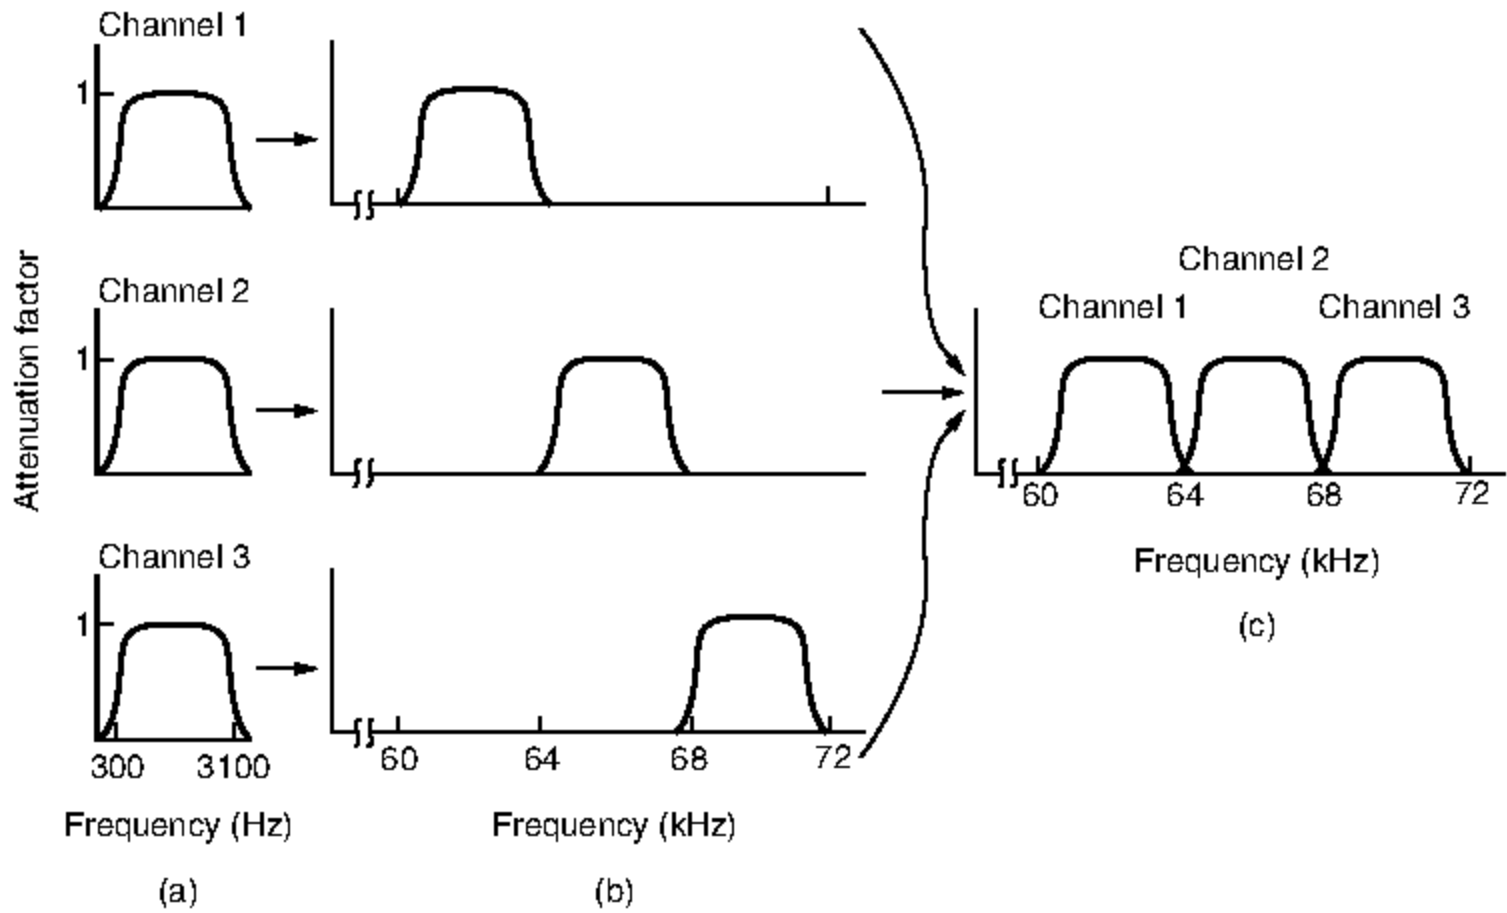 Channel 1
1
Channel 2
1
Channel 3
1
Attenuation factor
300 3100
Frequency (Hz)
(a)
60 64 68 72
Frequency (kHz)
(b)
Channel 2
Channel 1 Channel 3
60 64 68 72
Frequency (kHz)
(c)